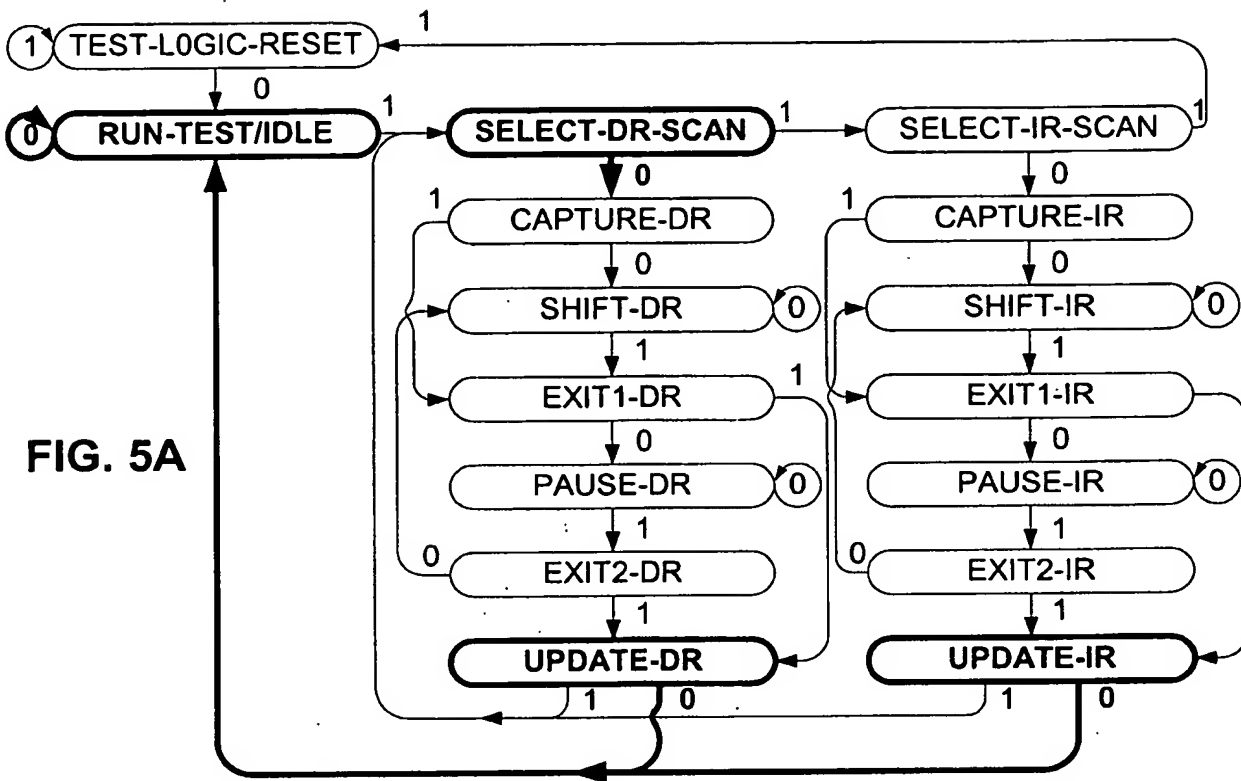 1
1 TEST-L0GIC-RESET
0
0 RUN-TEST/IDLE 1 SELECT-DR-SCAN 1 SELECT-IR-SCAN 1
0 0
1 CAPTURE-DR 1 CAPTURE-IR
0 0
SHIFT-DR 0 SHIFT-IR 0
1 1
EXIT1-DR 1 EXIT1-IR
0 0
FIG. 5A
PAUSE-DR 0 PAUSE-IR 0
1 1
0 EXIT2-DR 0 EXIT2-IR
1 1
UPDATE-DR UPDATE-IR
1 0 1 0